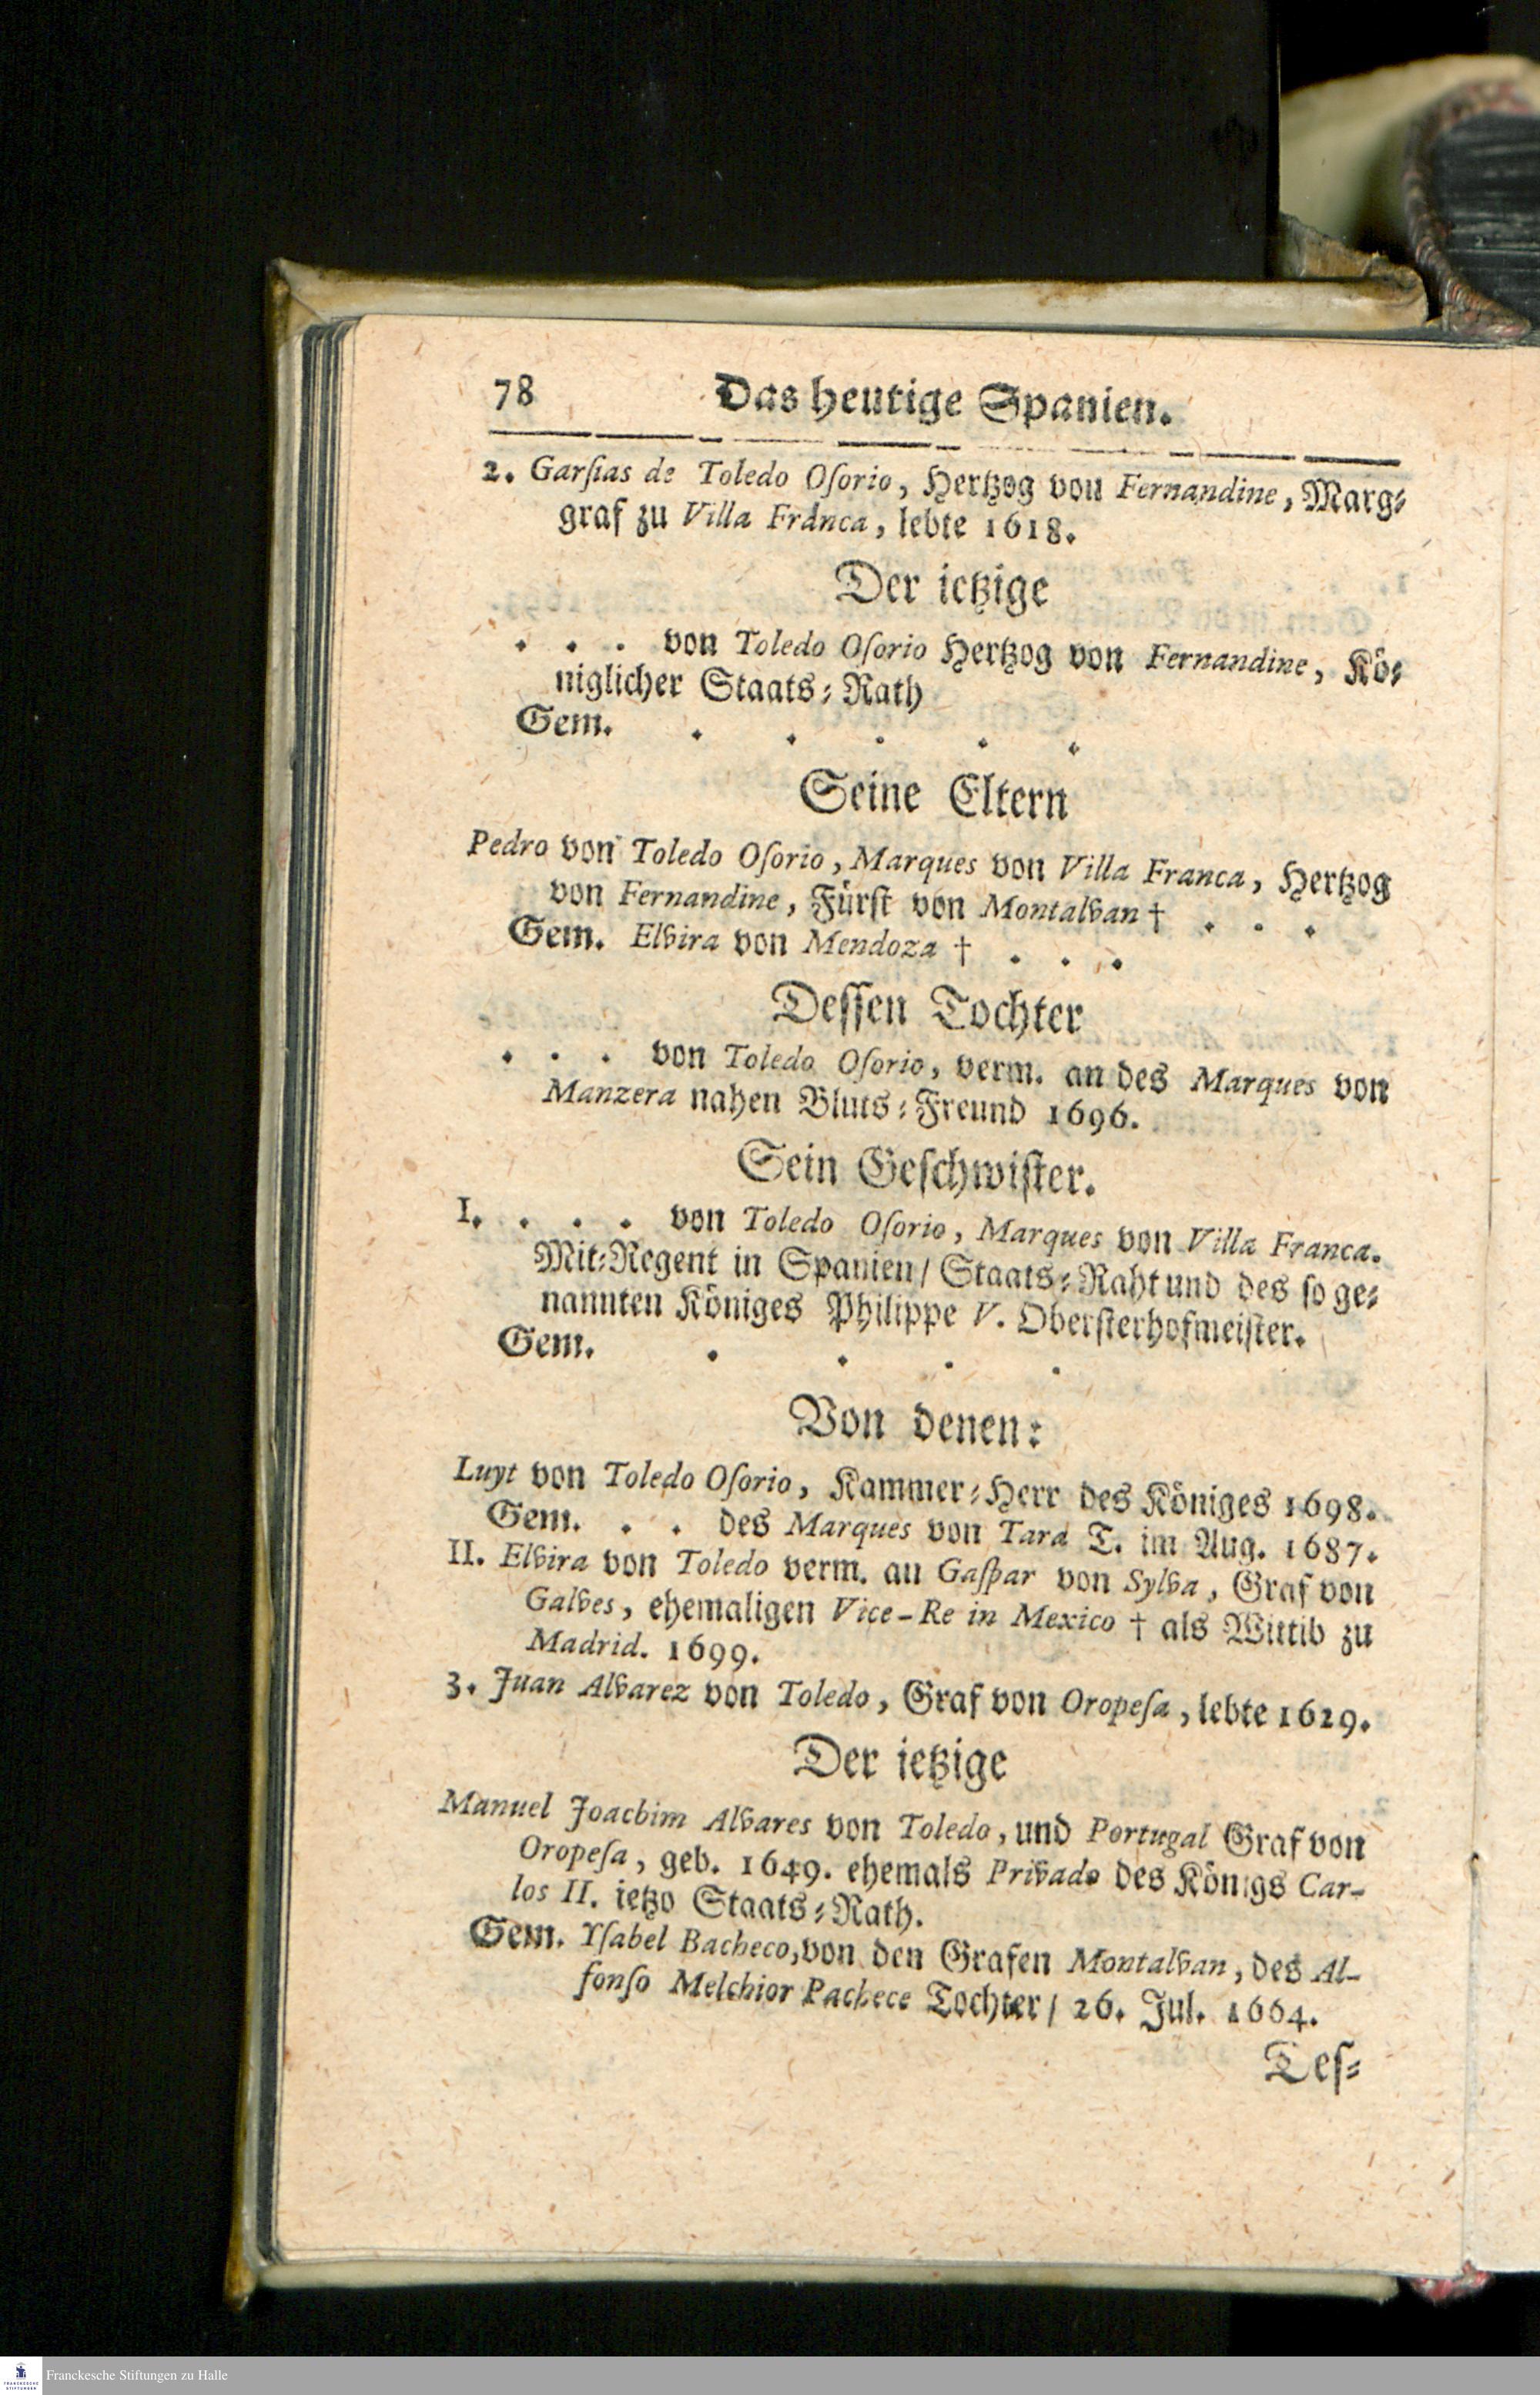 78 Das heutige Spanien.
2. Garſias de Toledo Oſorio, Hertzog von Fernandine, Marg⸗
graf zu Villa Franca, lebte 1618.
Der ietzige
. . . von Toledo Oſorio Hertzog von Fernandine, Kö⸗
niglicher Staats⸗Rath
Gem. . . . . .
Seine Eltern
Pedro von Toledo Oſorio, Marques von Villa Franca, Hertzog
von Fernandine, Fürſt von Montalvan † . . .
Gem. Elvira von Mendoza † . . .
Deſſen Tochter
. . . von Toledo Oſorio, verm. an des Marques von
Manzera nahen Bluts⸗Freund 1696.
Sein Geſchwiſter.
I. . . . von Toledo Oſorio, Marques von Villa Franca.
Mit⸗Regent in Spanien/ Staats⸗Raht und des ſo ge⸗
nannten Königes Philippe V. Oberſterhofmeiſter.
Gem. . . . .
Von denen:
Luyt von Toledo Oſorio, Kammer⸗Herr des Königes 1698.
Gem. . . des Marques von Tara T. im Aug. 1687.
II. Elvira von Toledo verm. an Gaſpar von Sylva, Graf von
Galves, ehemaligen Vice-Re in Mexico † als Wittib zu
Madrid. 1699.
3. Juan Alvarez von Toledo, Graf von Oropeſa, lebte 1629.
Der ietzige
Manuel Joachim Alvares von Toledo, und Portugal Graf von
Oropeſa, geb. 1649. ehemals Privado des Königs Car-
los II. ietzo Staats⸗Rath.
Gem. Yſabel Bacheco, von den Grafen Montalvan, des Al-
fonſo Melchior Pachece Tochter/ 26. Jul. 1664.
Teſ⸗
Franckesche Stiftungen zu Halle
FRANCKESCHE
STIFTUNGEN